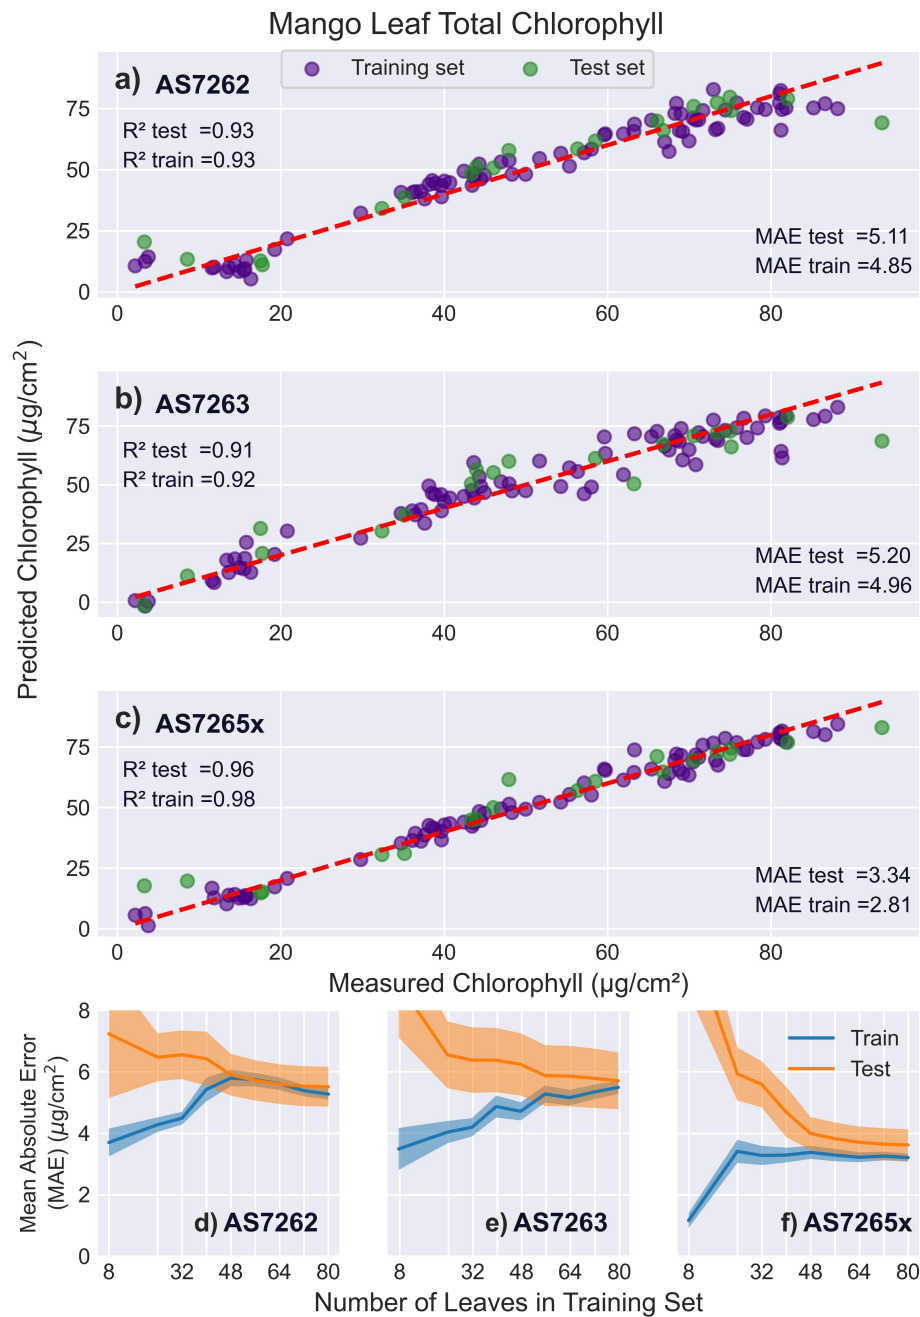 Mango Leaf Total Chlorophyll
Training set
Test set
a) AS7262
R² test =0.93
R² train =0.93
MAE test =5.11
MAE train =4.85
75
50
25
0
0 20 40 60 80
b) AS7263
R² test =0.91
R² train =0.92
MAE test =5.20
MAE train =4.96
75
50
25
0
0 20 40 60 80
Predicted Chlorophyll (μg/cm²)
c) AS7265x
R² test =0.96
R² train =0.98
MAE test =3.34
MAE train =2.81
75
50
25
0
0 20 40 60 80
Measured Chlorophyll (µg/cm²)
Mean Absolute Error
(MAE) (μg/cm²)
8
6
4
2
0
d) AS7262
8 32 48 64 80
e) AS7263
8 32 48 64 80
Train
Test
f) AS7265x
8 32 48 64 80
Number of Leaves in Training Set